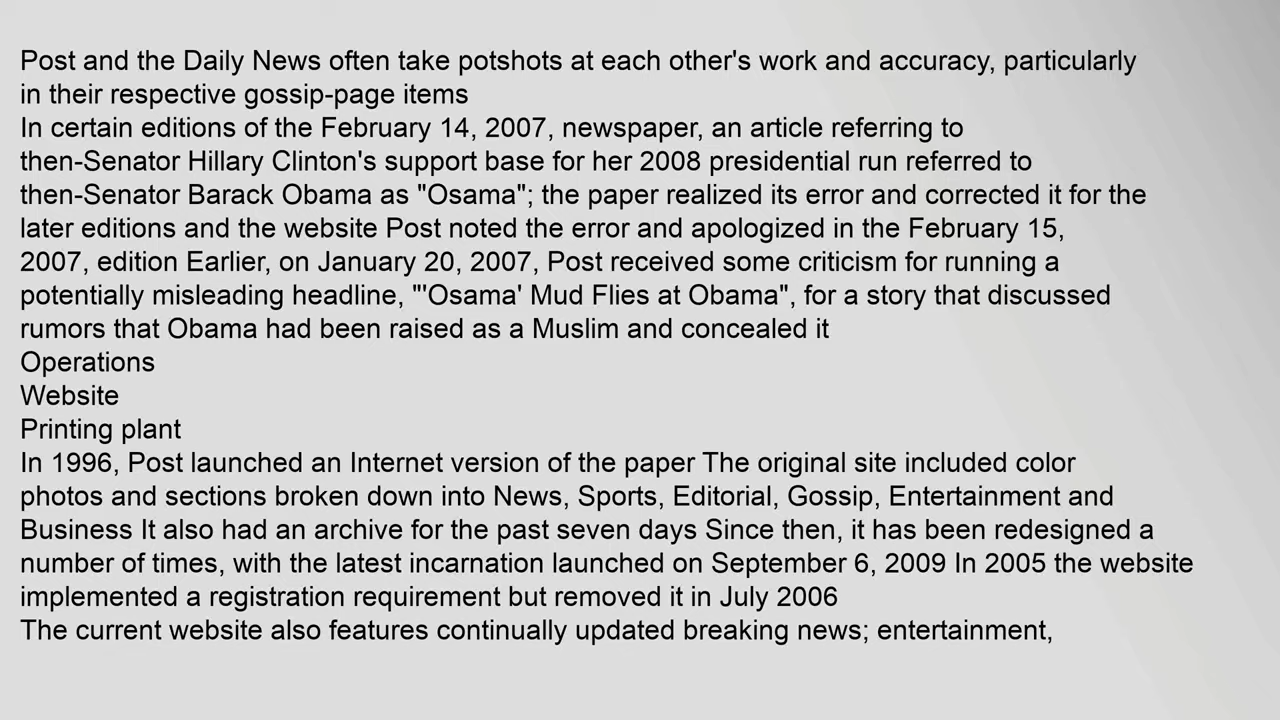 Post and the Daily News often take potshots at each other's work and accuracy, particularly
in their respective gossip-page items
In certain editions of the February 14, 2007, newspaper, an article referring to
then-Senator Hillary Clinton's support base for her 2008 presidential run referred to
then-Senator Barack Obama as "Osama"; the paper realized its error and corrected it for the
later editions and the website Post noted the error and apologized in the February 15,
2007, edition Earlier, on January 20, 2007, Post received some criticism for running a
potentially misleading headline, "'Osama' Mud Flies at Obama", for a story that discussed
rumors that Obama had been raised as a Muslim and concealed it
Operations
Website
Printing plant
In 1996, Post launched an Internet version of the paper The original site included color
photos and sections broken down into News, Sports, Editorial, Gossip, Entertainment and
Business It also had an archive for the past seven days Since then, it has been redesigned a
number of times, with the latest incarnation launched on September 6, 2009 In 2005 the website
implemented a registration requirement but removed it in July 2006
The current website also features continually updated breaking news; entertainment,